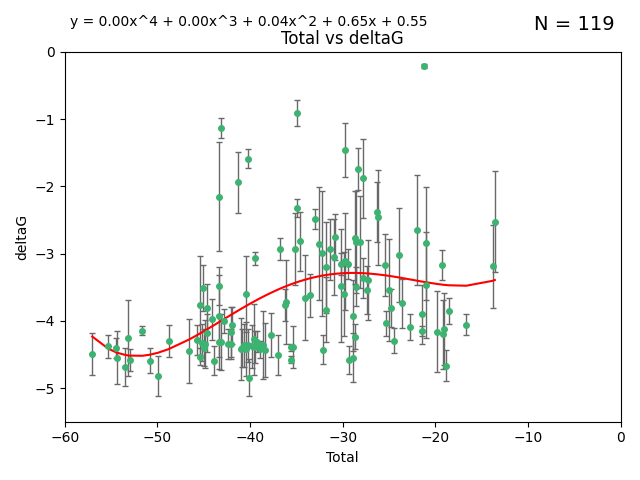 y = 0.00x^4 + 0.00x^3 + 0.04x^2 + 0.65x + 0.55
N = 119
Total vs deltaG
0
−1
−2
−3
−4
−5
deltaG
−60 −50 −40 −30 −20 −10 0
Total